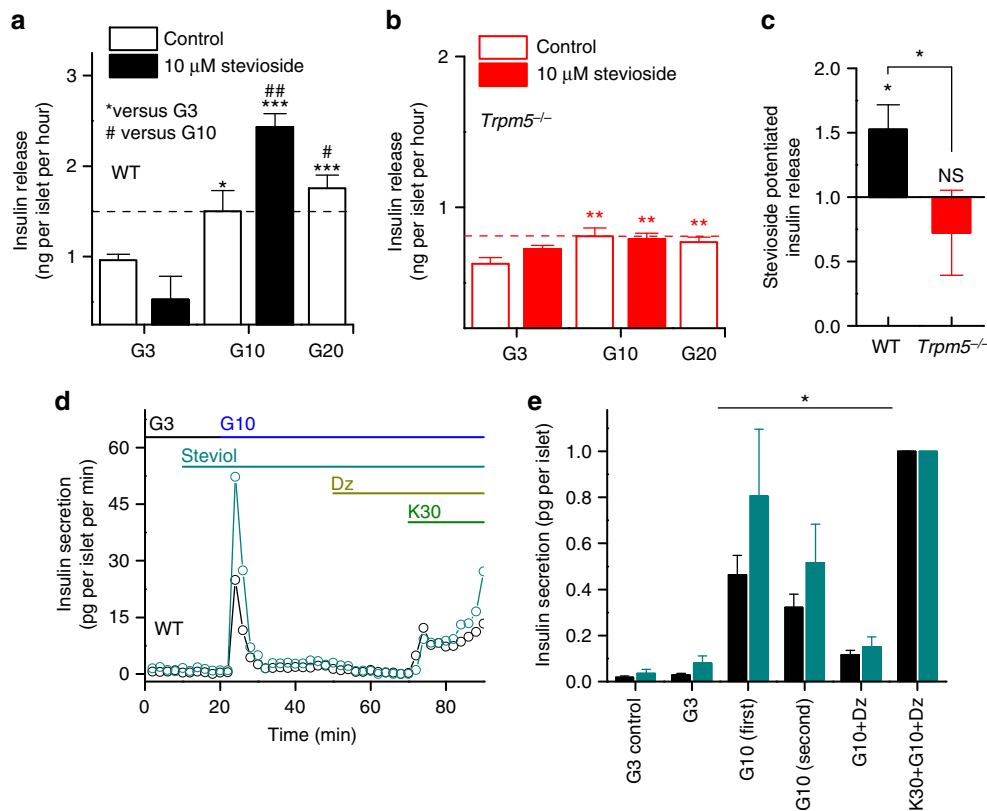 a
Control
10 μM stevioside
*versus G3
# versus G10
WT
Insulin release
(ng per islet per hour)
3
2
1
*
##
***
#
***
G3
G10
G20
b
Control
10 μM stevioside
Trpm5–/–
Insulin release
(ng per islet per hour)
2
1
**
**
**
G3
G10
G20
c
Stevioside potentiated
insulin release
2.0
1.5
1.0
0.5
0.0
*
*
NS
WT
Trpm5–/–
d
G3
G10
Steviol
Dz
K30
WT
Insulin secretion
(pg per islet per min)
60
45
30
15
0
0
20
40
60
80
Time (min)
e
*
Insulin secretion (pg per islet)
1.0
0.8
0.6
0.4
0.2
0.0
G3 control
G3
G10 (first)
G10 (second)
G10+Dz
K30+G10+Dz